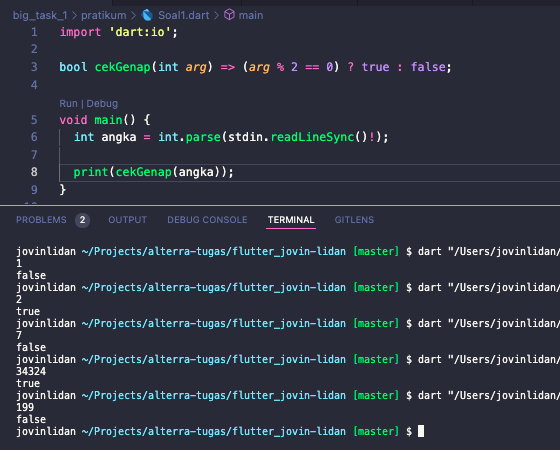 big_task_1 > pratikum > Soal1.dart > main
1 import 'dart:io';
2
3 bool cekGenap(int arg) => (arg % 2 == 0) ? true : false;
4
Run | Debug
5 void main() {
6 int angka = int.parse(stdin.readLineSync()!);
7
8 print(cekGenap(angka));
9 }
PROBLEMS 2 OUTPUT DEBUG CONSOLE TERMINAL GITLENS
jovinlidan ~/Projects/alterra-tugas/flutter_jovin-lidan [master] $ dart "/Users/jovinlidan/
1
false
jovinlidan ~/Projects/alterra-tugas/flutter_jovin-lidan [master] $ dart "/Users/jovinlidan/
2
true
jovinlidan ~/Projects/alterra-tugas/flutter_jovin-lidan [master] $ dart "/Users/jovinlidan/
7
false
jovinlidan ~/Projects/alterra-tugas/flutter_jovin-lidan [master] $ dart "/Users/jovinlidan/
34324
true
jovinlidan ~/Projects/alterra-tugas/flutter_jovin-lidan [master] $ dart "/Users/jovinlidan/
199
false
jovinlidan ~/Projects/alterra-tugas/flutter_jovin-lidan [master] $